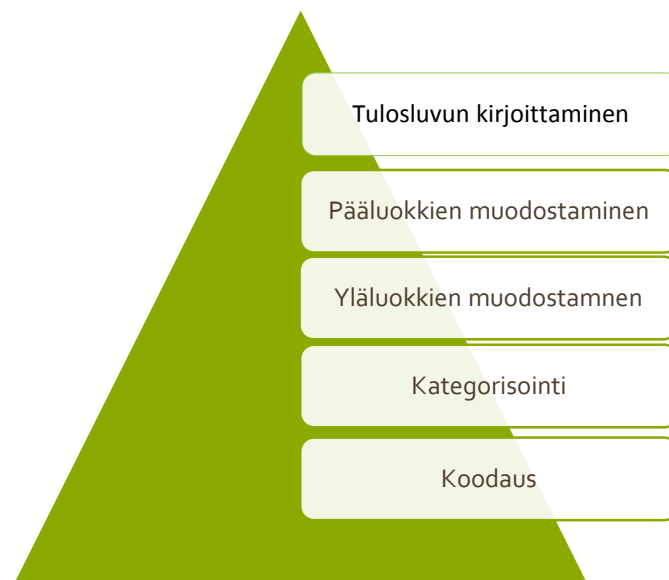 Tulosluvun kirjoittaminen
Pääluokkien muodostaminen
Yläluokkien muodostamnen
Kategorisointi
Koodaus